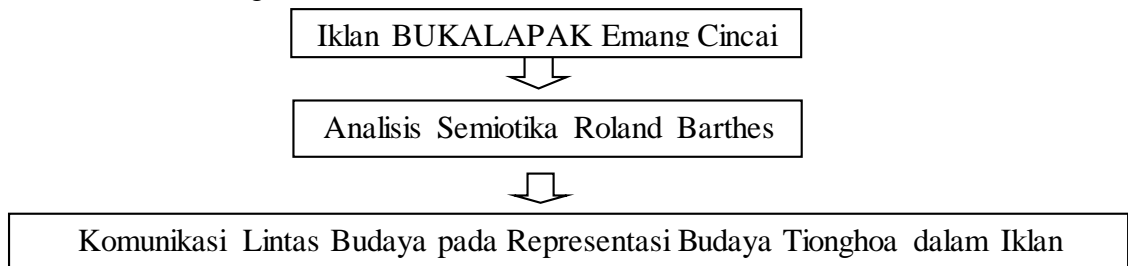 Iklan BUKALAPAK Emang Cincai
Analisis Semiotika Roland Barthes
Komunikasi Lintas Budaya pada Representasi Budaya Tionghoa dalam Iklan